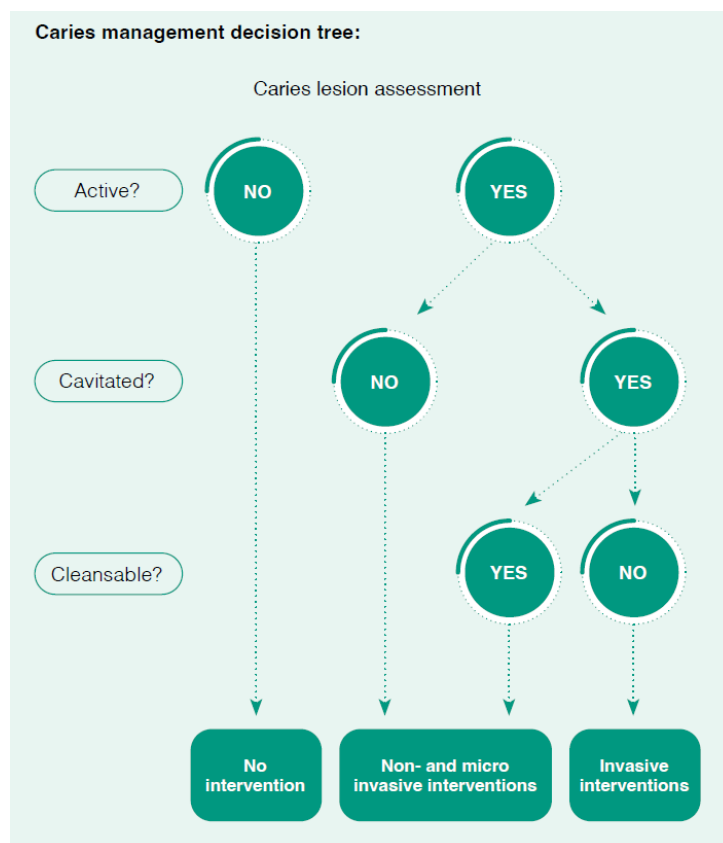 Caries management decision tree:
Caries lesion assessment
Active?
NO
YES
Cavitated?
NO
YES
Cleansable?
YES
NO
No
intervention
Non- and micro
invasive interventions
Invasive
interventions